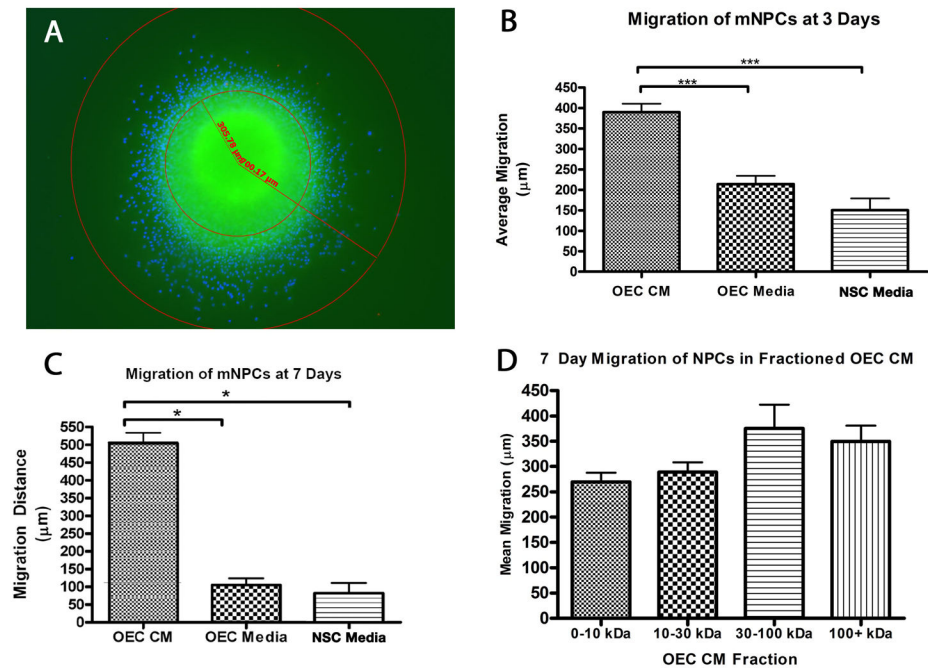 A
305.78 µm
00.17 µm
B
Migration of mNPCs at 3 Days
***
***
Average Migration
(µm)
450
400
350
300
250
200
150
100
50
0
OEC CM OEC Media NSC Media
C
Migration of mNPCs at 7 Days
*
*
Migration Distance
(µm)
550
500
450
400
350
300
250
200
150
100
50
0
OEC CM OEC Media NSC Media
D
7 Day Migration of NPCs in Fractioned OEC CM
Mean Migration (µm)
450
400
350
300
250
200
150
100
50
0
0-10 kDa 10-30 kDa 30-100 kDa 100+ kDa
OEC CM Fraction